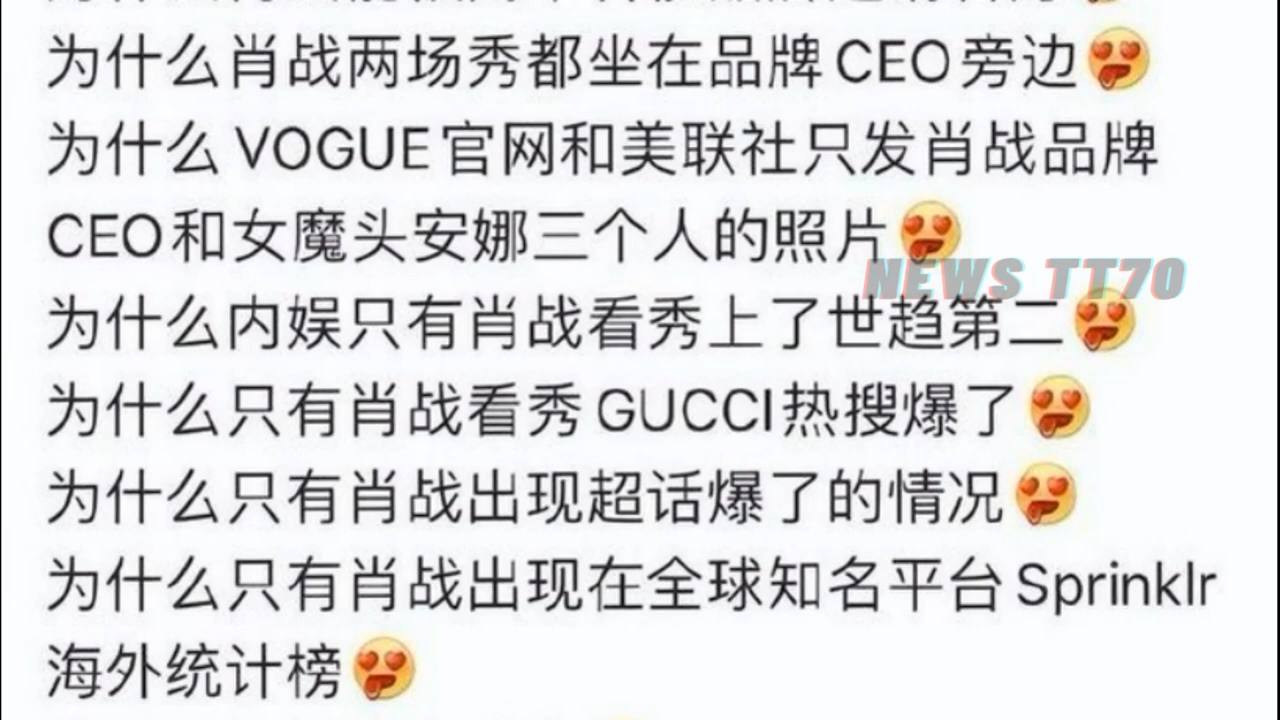 为什么肖战两场秀都坐在品牌CEO旁边
为什么VOGUE官网和美联社只发肖战品牌
CEO和女魔头安娜三个人的照片
NEWS TT70
为什么内娱只有肖战看秀上了世趋第二
为什么只有肖战看秀GUCCI热搜爆了
为什么只有肖战出现超话爆了的情况
为什么只有肖战出现在全球知名平台Sprinklr
海外统计榜